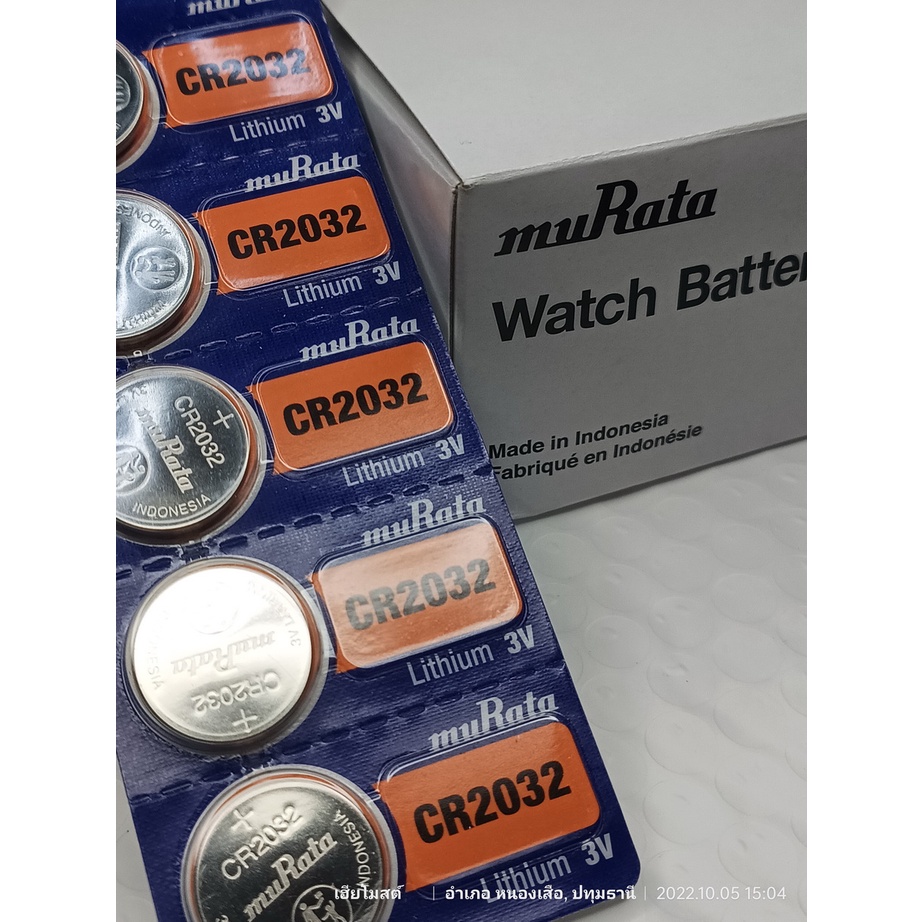 muRata
CR2032
Lithium 3V
muRata
CR2032
Lithium 3V
muRata
CR2032
Lithium 3V
muRata
CR2032
Lithium 3V
muRata
CR2032
Lithium 3V
muRata
Watch Batter
Made in Indonesia
Fabriqué en Indonésie
+
CR2032
muRata
INDONESIA
3V
muRata
CR2032
+
+
CR2032
muRata
INDONESIA
เฮียโมสต์ | อำเภอ หนองเสือ, ปทุมธานี | 2022.10.05 15:04